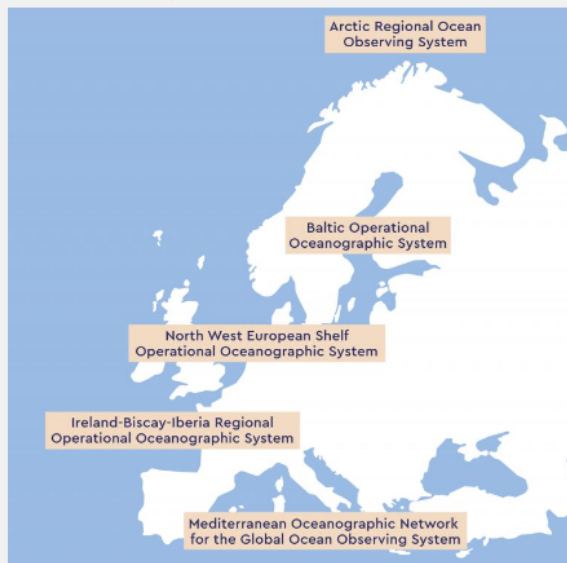 Arctic Regional Ocean
Observing System
Baltic Operational
Oceanographic System
North West European Shelf
Operational Oceanographic System
Ireland-Biscay-Iberia Regional
Operational Oceanographic System
Mediterranean Oceanographic Network
for the Global Ocean Observing System